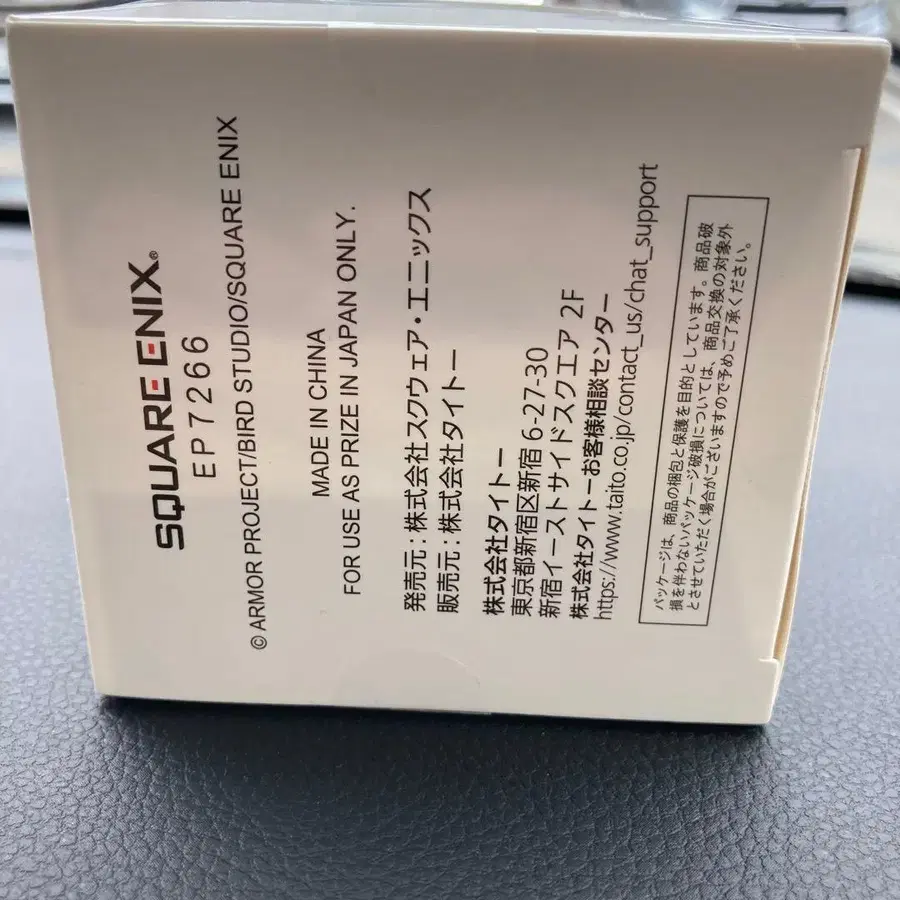 SQUARE ENIX®
EP7266
© ARMOR PROJECT/BIRD STUDIO/SQUARE ENIX
MADE IN CHINA
FOR USE AS PRIZE IN JAPAN ONLY.
発売元：株式会社スクウェア・エニックス
販売元：株式会社タイトー
株式会社タイトー
東京都新宿区新宿 6-27-30
新宿イーストサイドスクエア 2F
株式会社タイトーお客様相談センター
https://www.taito.co.jp/contact_us/chat_support
パッケージは、商品の梱包と保護を目的としています。商品破
損を伴わないパッケージ破損については、商品交換の対象外
とさせていただく場合がございますので予めご了承ください。